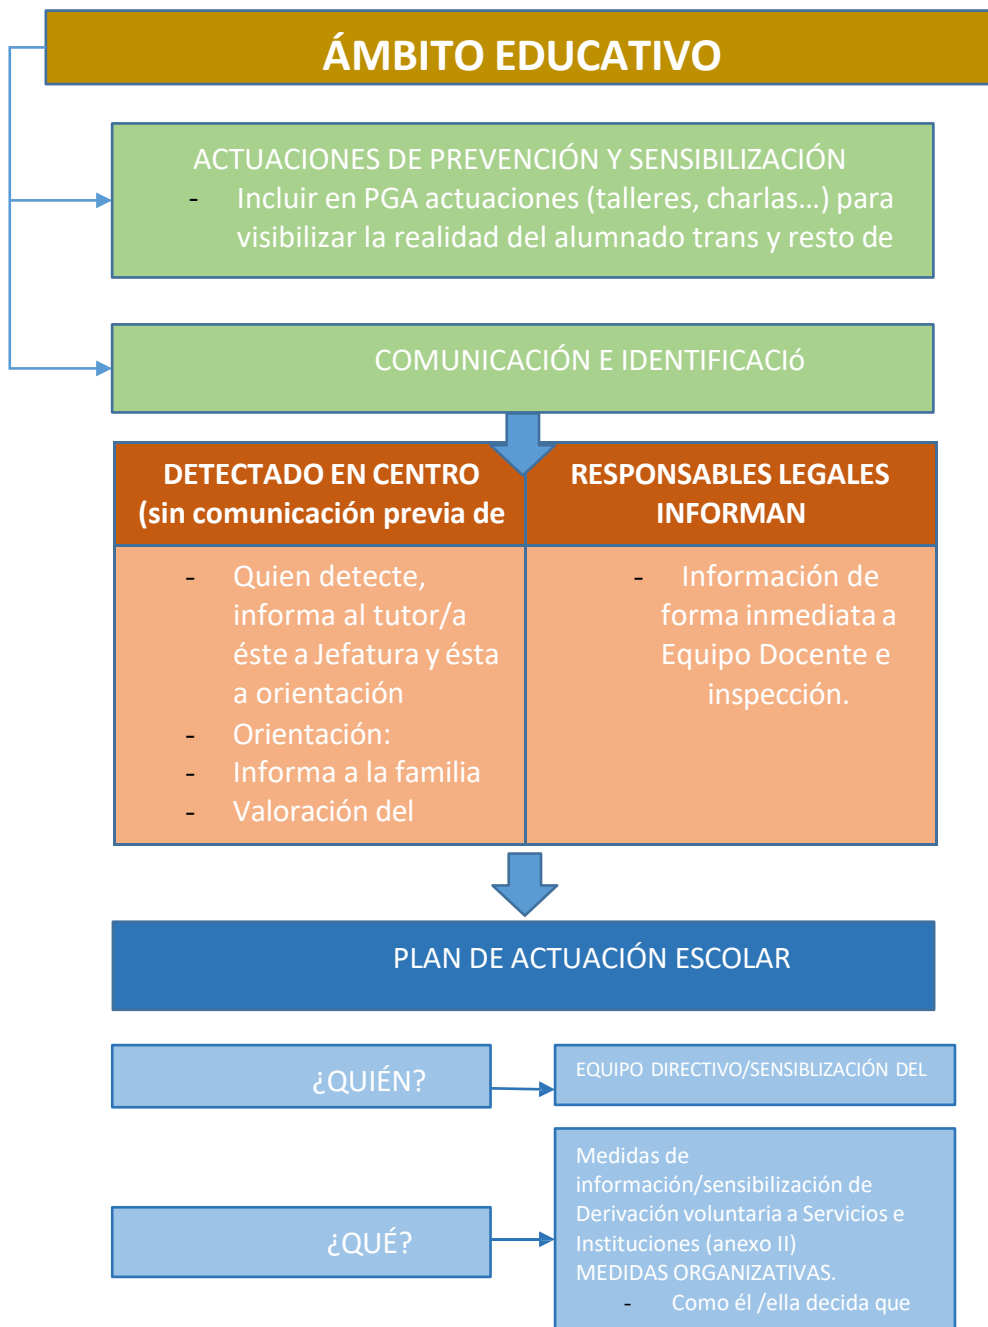 ÁMBITO EDUCATIVO
ACTUACIONES DE PREVENCIÓN Y SENSIBILIZACIÓN
- Incluir en PGA actuaciones (talleres, charlas...) para
visibilizar la realidad del alumnado trans y resto de
COMUNICACIÓN E IDENTIFICACIó
DETECTADO EN CENTRO
(sin comunicación previa de
RESPONSABLES LEGALES
INFORMAN
- Quien detecte,
informa al tutor/a
éste a Jefatura y ésta
a orientación
- Orientación:
- Informa a la familia
- Valoración del
- Información de
forma inmediata a
Equipo Docente e
inspección.
PLAN DE ACTUACIÓN ESCOLAR
¿QUIÉN?
EQUIPO DIRECTIVO/SENSIBLIZACIÓN DEL
¿QUÉ?
Medidas de
información/sensibilización de
Derivación voluntaria a Servicios e
Instituciones (anexo II)
MEDIDAS ORGANIZATIVAS.
- Como él /ella decida que